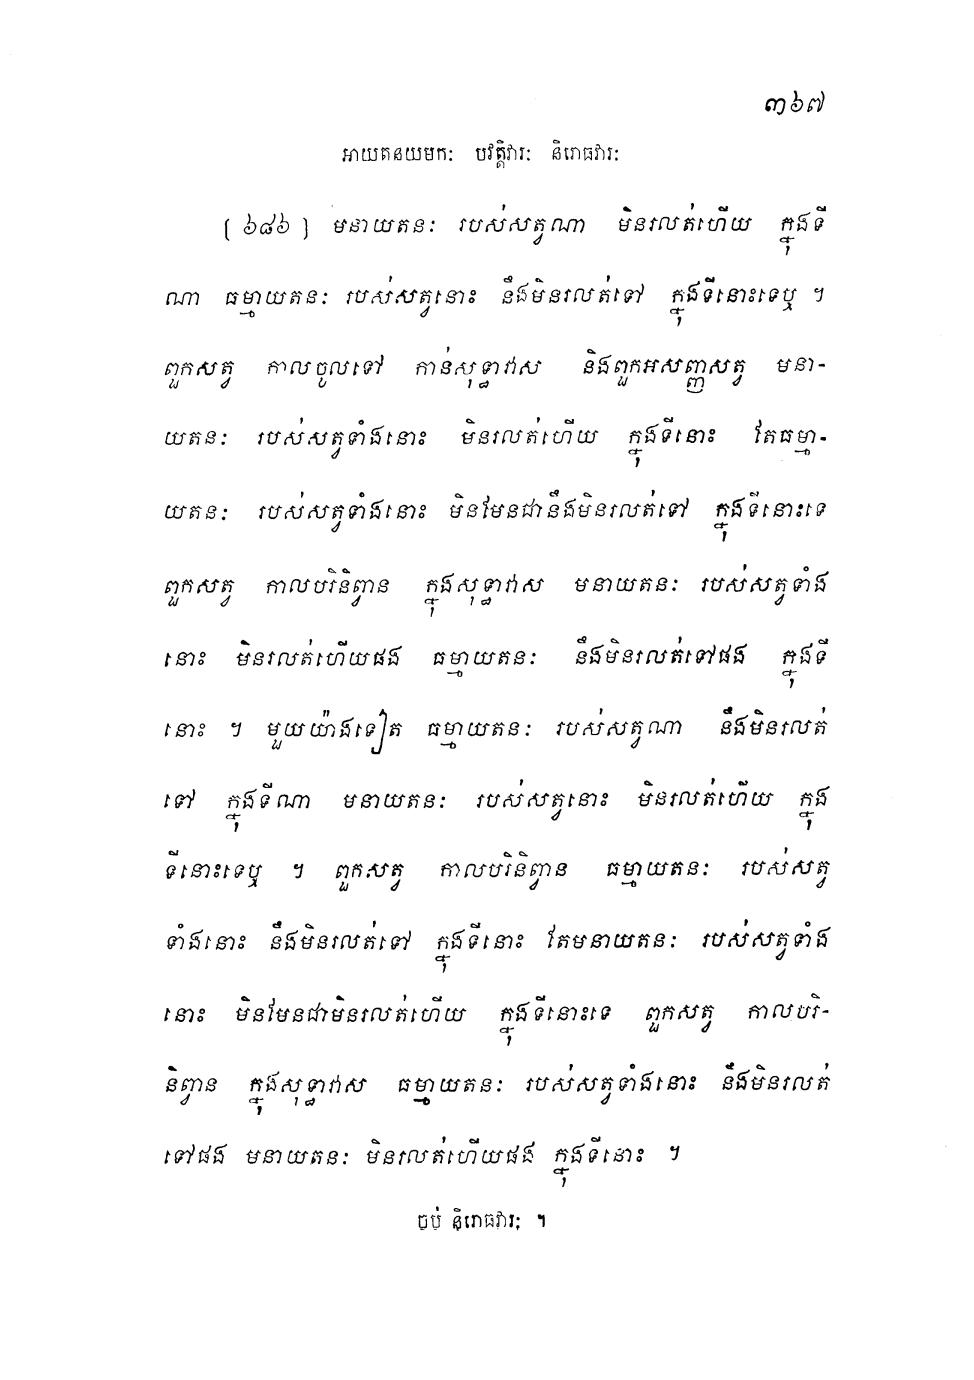 ៣៦៧
អាយតនយមកៈ បវត្តិវារៈ និរោធវារៈ
[៦៨៦] មនាយតនៈ របស់សត្វណា មិនរលត់ហើយ ក្នុងទី
ណា ធម្មាយតនៈ របស់សត្វនោះ នឹងមិនរលត់ទៅ ក្នុងទីនោះទេឬ ។
ពួកសត្វ កាលចូលទៅ កាន់សុទ្ធាវាស និងពួកអសញ្ញសត្វ មនា-
យតនៈ របស់សត្វទាំងនោះ មិនរលត់ហើយ ក្នុងទីនោះ តែធម្មា-
យតនៈ របស់សត្វទាំងនោះ មិនមែនជានឹងមិនរលត់ទៅ ក្នុងទីនោះទេ
ពួកសត្វ កាលបរិនិព្វាន ក្នុងសុទ្ធាវាស មនាយតនៈ របស់សត្វទាំង
នោះ មិនរលត់ហើយផង ធម្មាយតនៈ នឹងមិនរលត់ទៅផង ក្នុងទី
នោះ ។ មួយយ៉ាងទៀត ធម្មាយតនៈ របស់សត្វណា នឹងមិនរលត់
ទៅ ក្នុងទីណា មនាយតនៈ របស់សត្វនោះ មិនរលត់ហើយ ក្នុង
ទីនោះទេឬ ។ ពួកសត្វ កាលបរិនិព្វាន ធម្មាយតនៈ របស់សត្វ
ទាំងនោះ នឹងមិនរលត់ទៅ ក្នុងទីនោះ តែមនាយតនៈ របស់សត្វទាំង
នោះ មិនមែនជាមិនរលត់ហើយ ក្នុងទីនោះទេ ពួកសត្វ កាលបរិ-
និព្វាន ក្នុងសុទ្ធាវាស ធម្មាយតនៈ របស់សត្វទាំងនោះ នឹងមិនរលត់
ទៅផង មនាយតនៈ មិនរលត់ហើយផង ក្នុងទីនោះ ។
ចប់ និរោធវារៈ ។